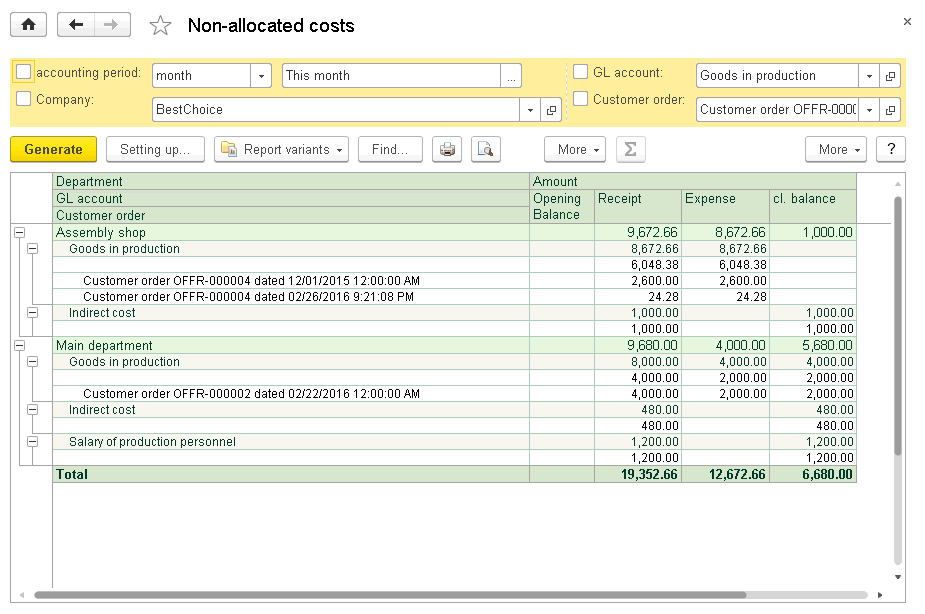 Non-allocated costs
accounting period: month This month ... GL account: Goods in production
Company: BestChoice Customer order: Customer order OFFR-000(
Generate Setting up... Report variants Find... More Σ More ?
Department Amount
GL account Opening Balance Receipt Expense cl. balance
Customer order
Assembly shop 9,672.66 8,672.66 1,000.00
Goods in production 8,672.66 8,672.66
6,048.38 6,048.38
Customer order OFFR-000004 dated 12/01/2015 12:00:00 AM 2,600.00 2,600.00
Customer order OFFR-000004 dated 02/26/2016 9:21:08 PM 24.28 24.28
Indirect cost 1,000.00 1,000.00
1,000.00 1,000.00
Main department 9,680.00 4,000.00 5,680.00
Goods in production 8,000.00 4,000.00 4,000.00
4,000.00 2,000.00 2,000.00
Customer order OFFR-000002 dated 02/22/2016 12:00:00 AM 4,000.00 2,000.00 2,000.00
Indirect cost 480.00 480.00
480.00 480.00
Salary of production personnel 1,200.00 1,200.00
1,200.00 1,200.00
Total 19,352.66 12,672.66 6,680.00